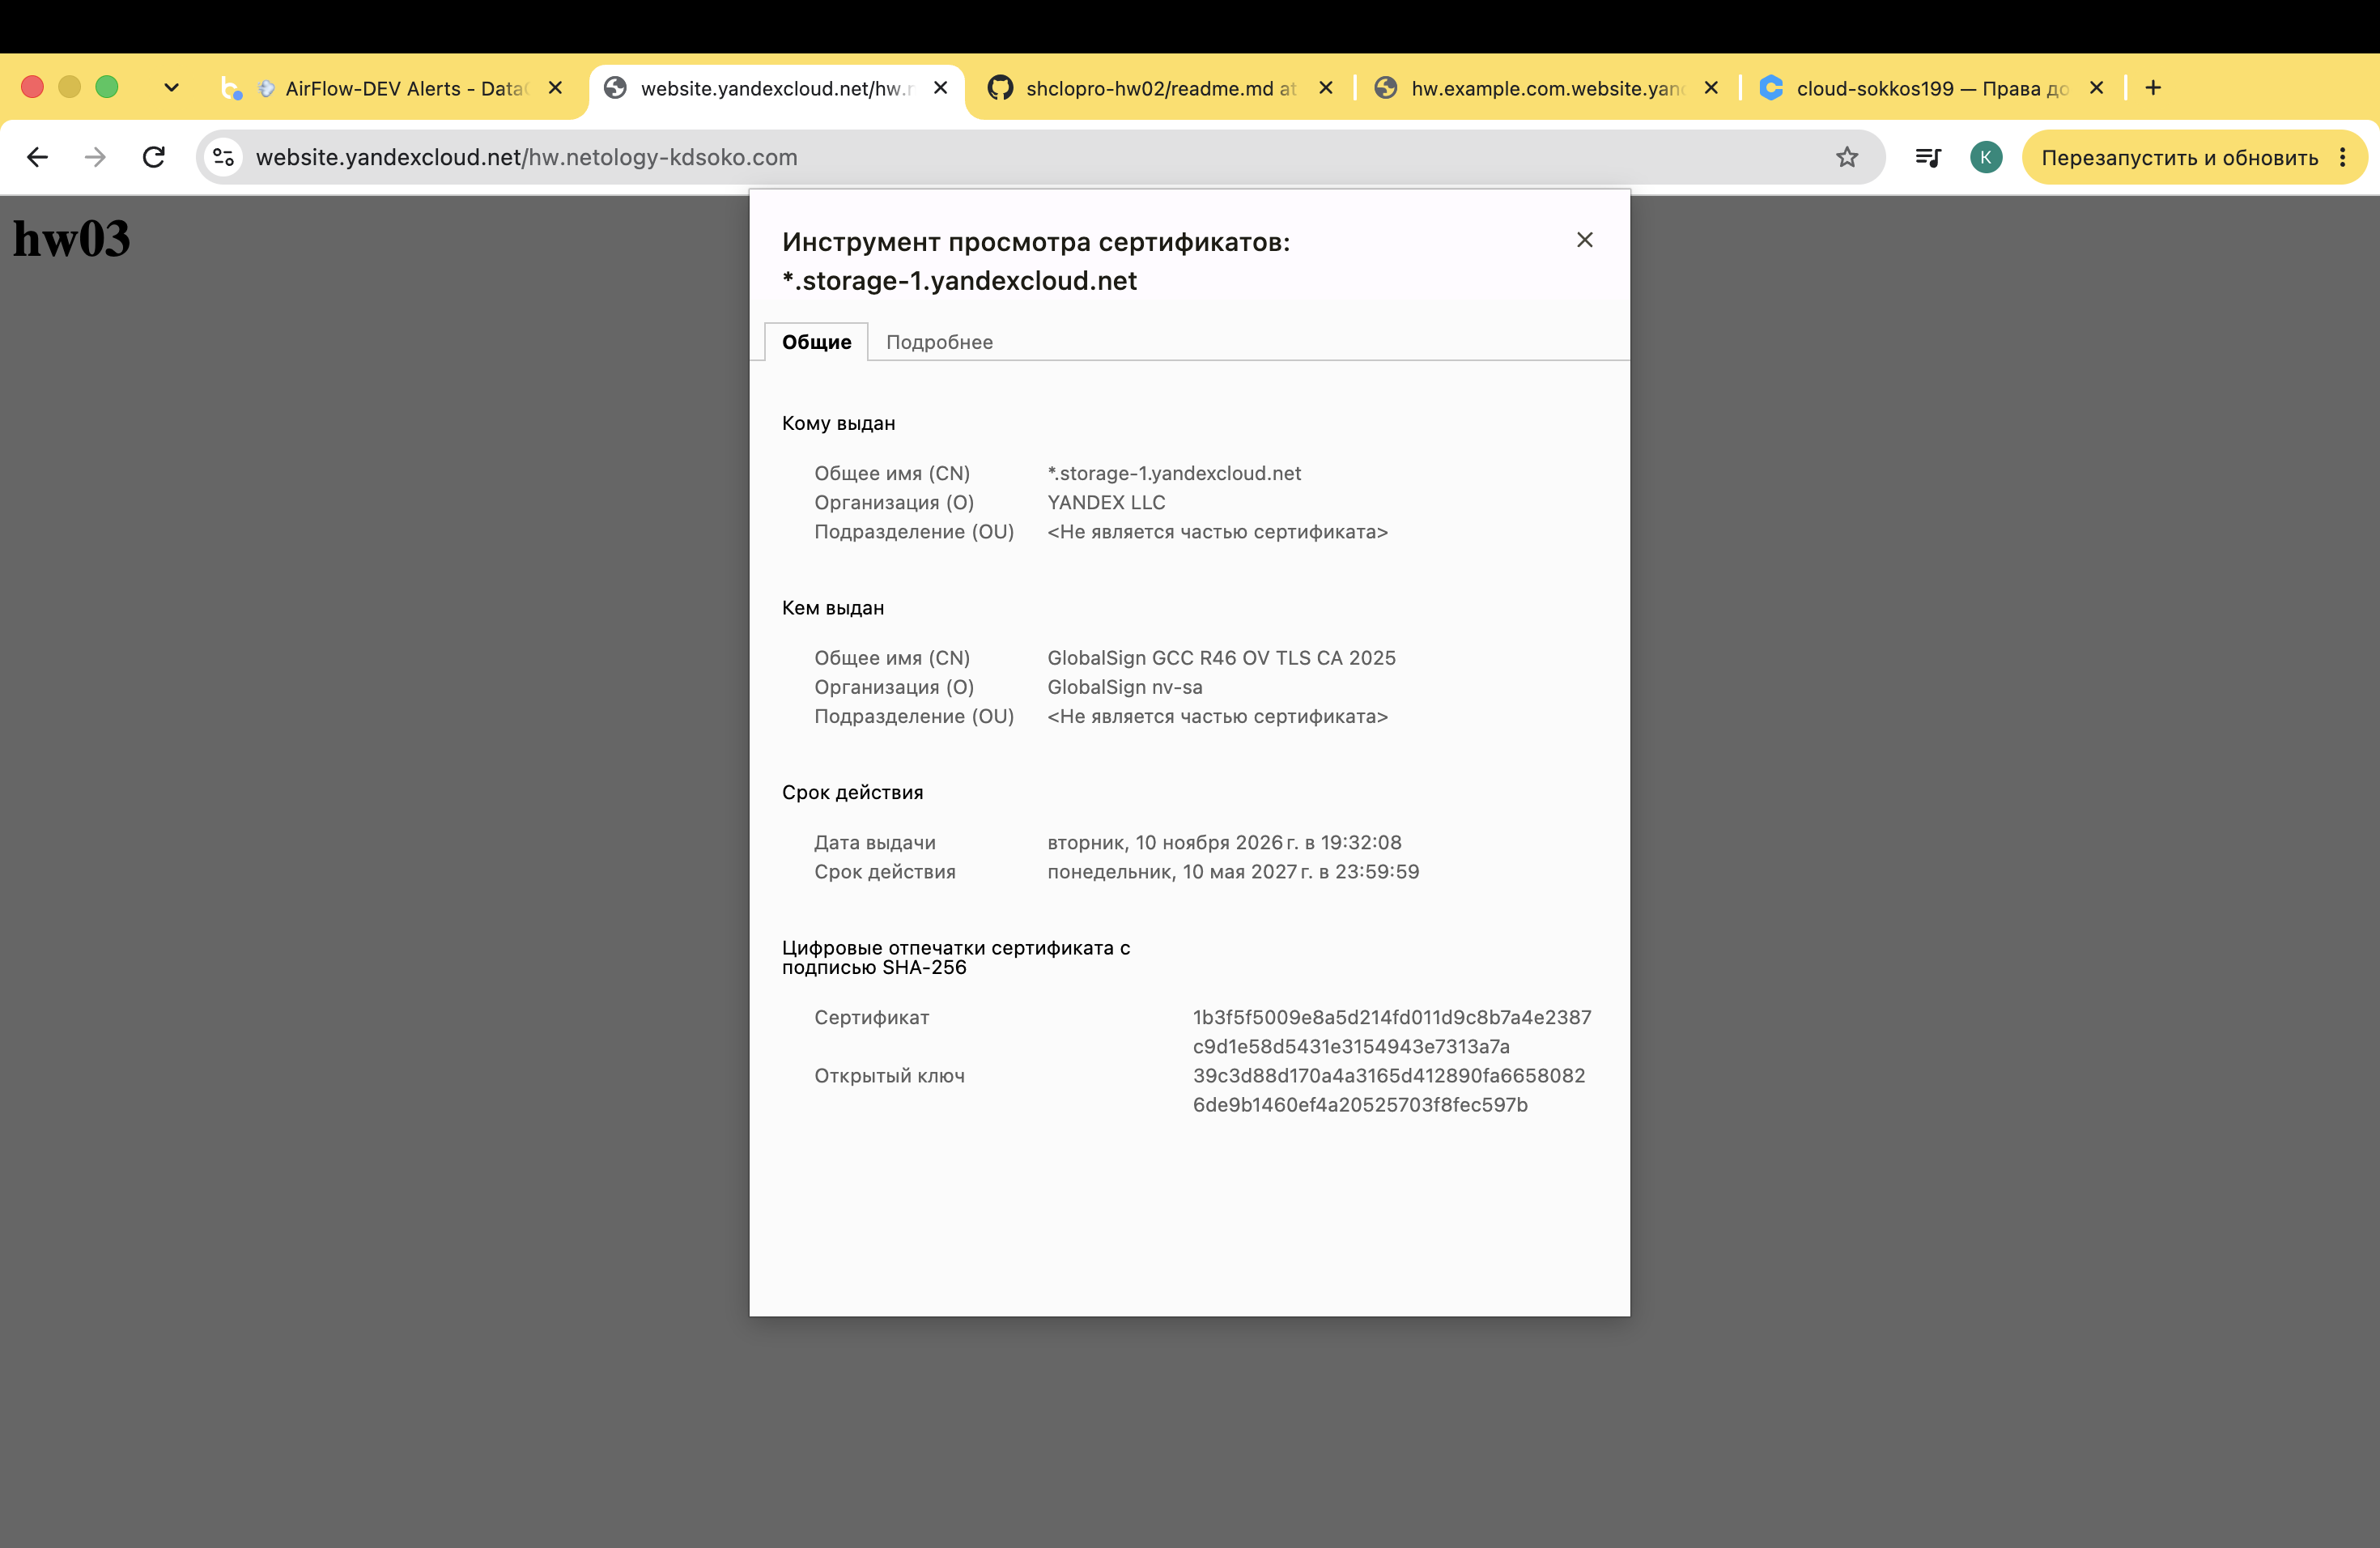 AirFlow-DEV Alerts - Data
website.yandexcloud.net/hw.
shclopro-hw02/readme.md at
hw.example.com.website.yan
cloud-sokkos199 — Права до
website.yandexcloud.net/hw.netology-kdsoko.com
K
Перезапустить и обновить
hw03
Инструмент просмотра сертификатов:
*.storage-1.yandexcloud.net
Общие
Подробнее
Кому выдан
Общее имя (CN) *.storage-1.yandexcloud.net
Организация (O) YANDEX LLC
Подразделение (OU) <Не является частью сертификата>
Кем выдан
Общее имя (CN) GlobalSign GCC R46 OV TLS CA 2025
Организация (O) GlobalSign nv-sa
Подразделение (OU) <Не является частью сертификата>
Срок действия
Дата выдачи вторник, 10 ноября 2026 г. в 19:32:08
Срок действия понедельник, 10 мая 2027 г. в 23:59:59
Цифровые отпечатки сертификата с
подписью SHA-256
Сертификат 1b3f5f5009e8a5d214fd011d9c8b7a4e2387
c9d1e58d5431e3154943e7313a7a
Открытый ключ 39c3d88d170a4a3165d412890fa6658082
6de9b1460ef4a20525703f8fec597b